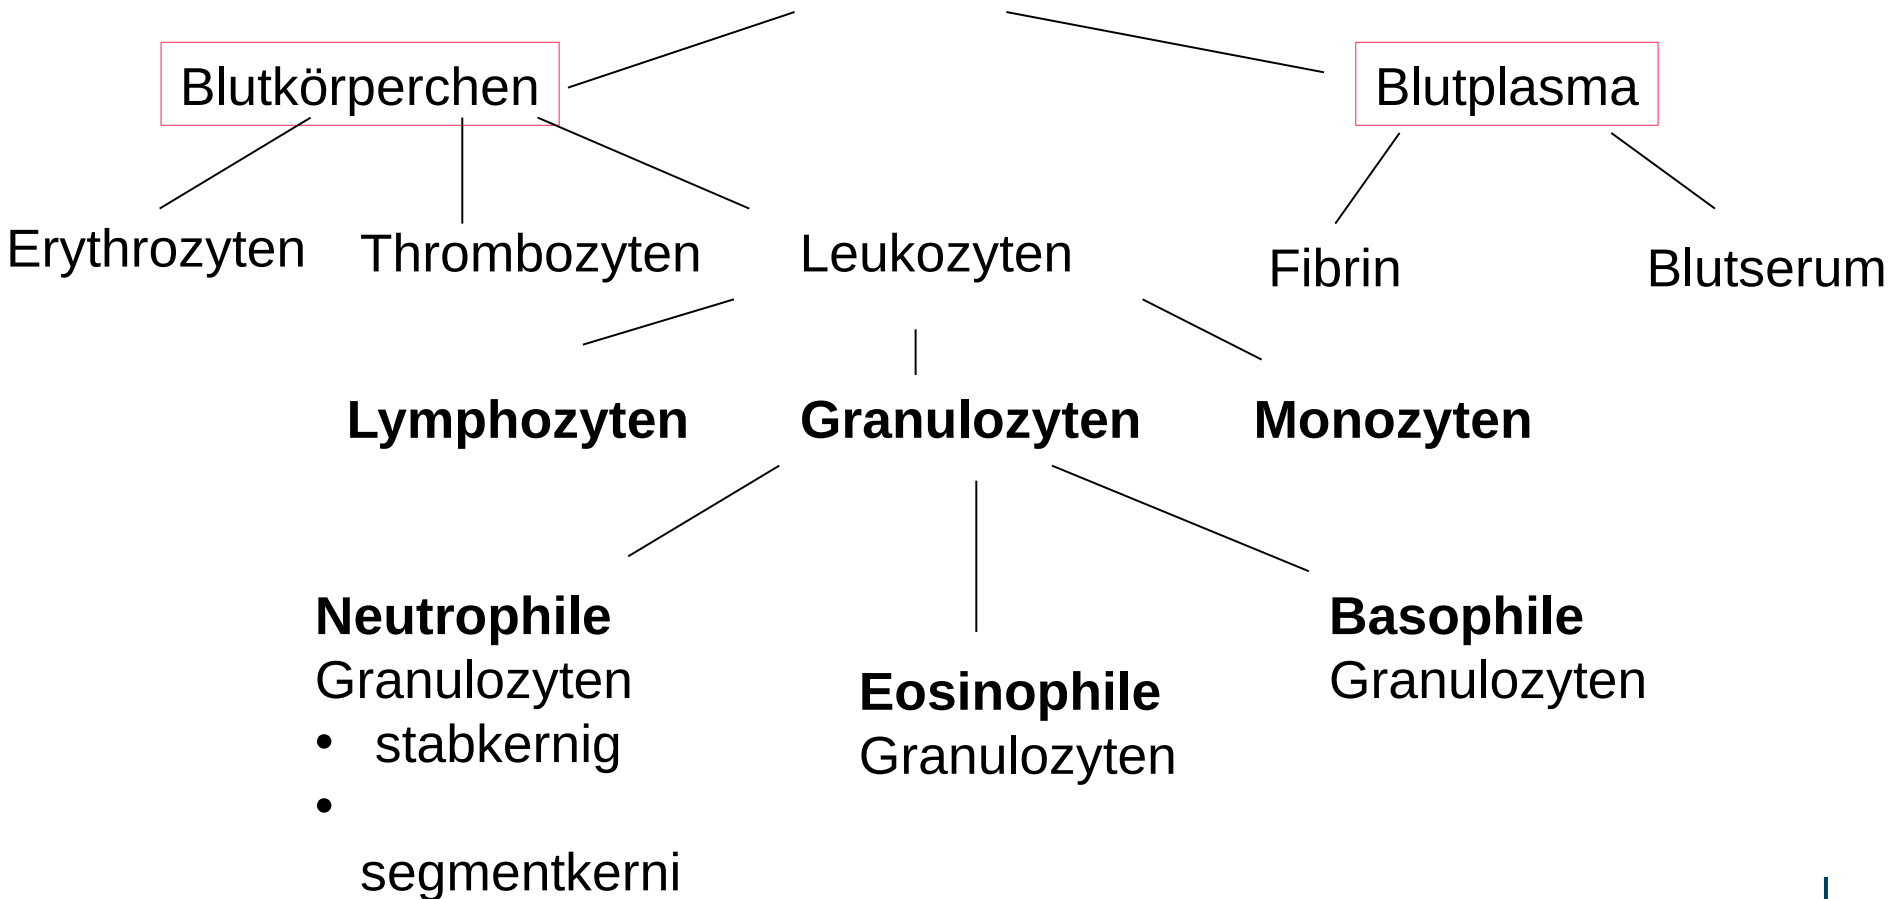 Blutkörperchen
Blutplasma
Erythrozyten
Thrombozyten
Leukozyten
Fibrin
Blutserum
Lymphozyten
Granulozyten
Monozyten
Neutrophile
Granulozyten
• stabkernig
•
segmentkerni
Eosinophile
Granulozyten
Basophile
Granulozyten